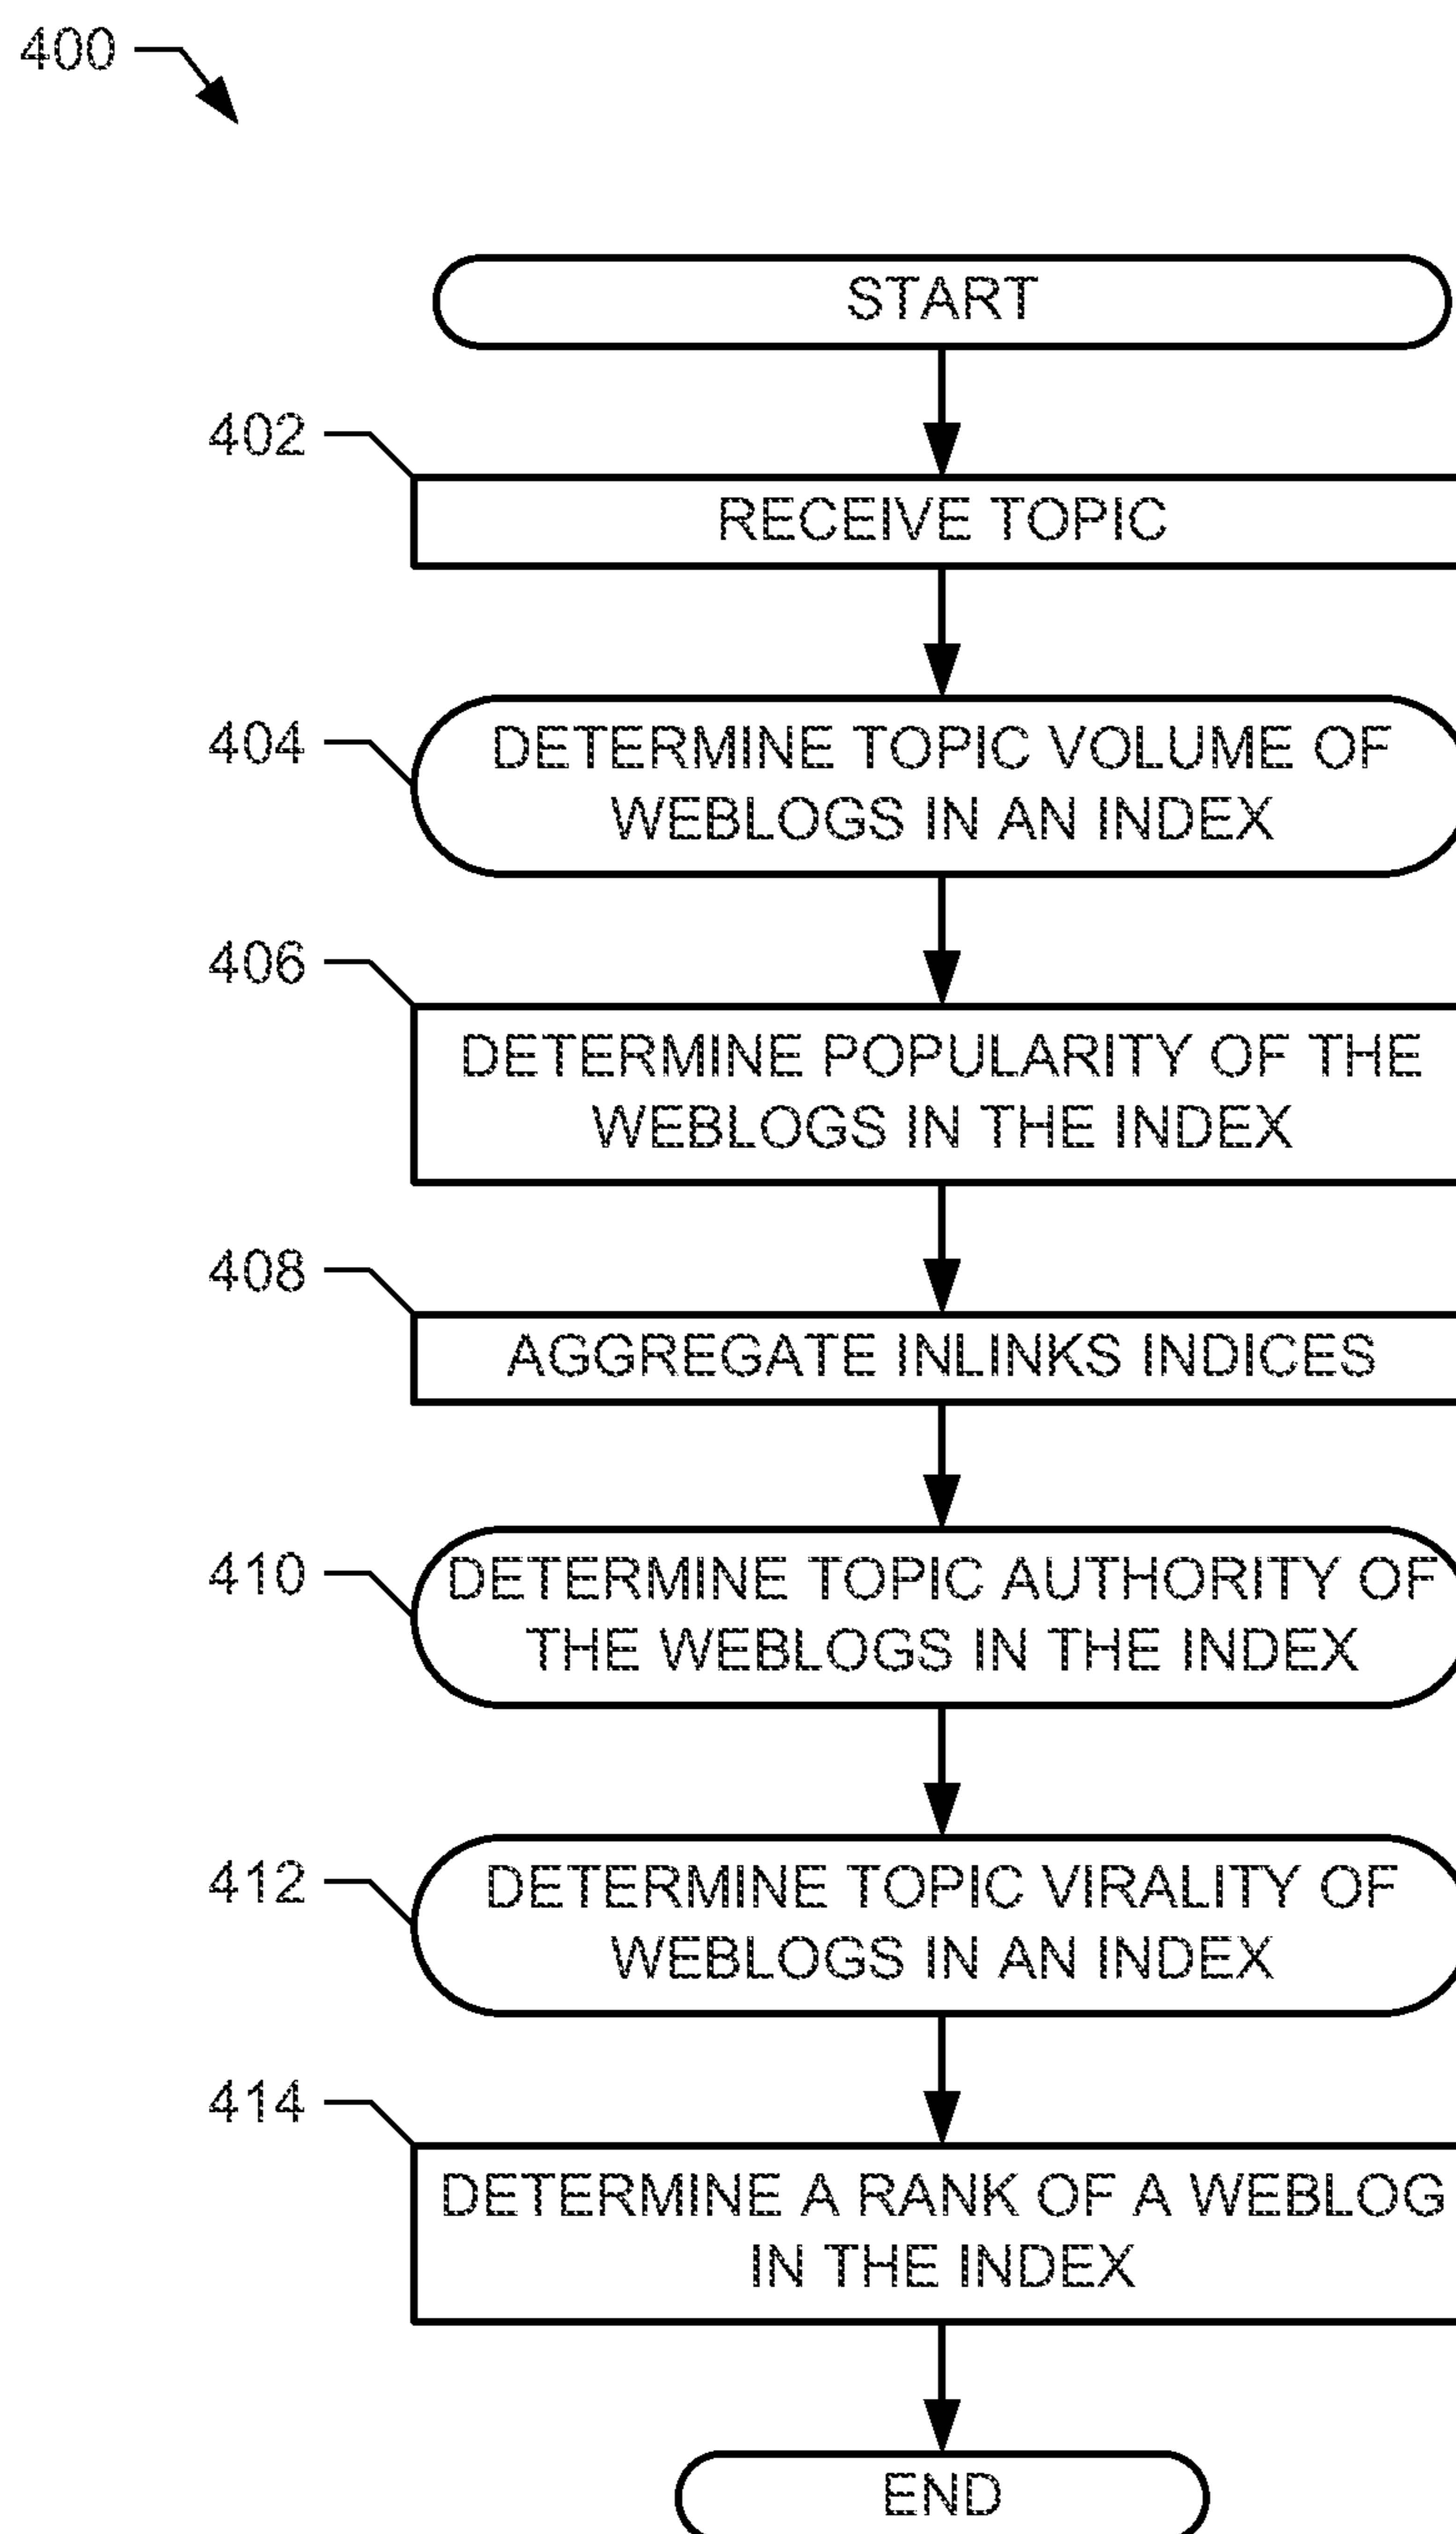 400
START
402
RECEIVE TOPIC
404
DETERMINE TOPIC VOLUME OF
WEBLOGS IN AN INDEX
406
DETERMINE POPULARITY OF THE
WEBLOGS IN THE INDEX
408
AGGREGATE INLINKS INDICES
410
DETERMINE TOPIC AUTHORITY OF
THE WEBLOGS IN THE INDEX
412
DETERMINE TOPIC VIRALITY OF
WEBLOGS IN AN INDEX
414
DETERMINE A RANK OF A WEBLOG
IN THE INDEX
END